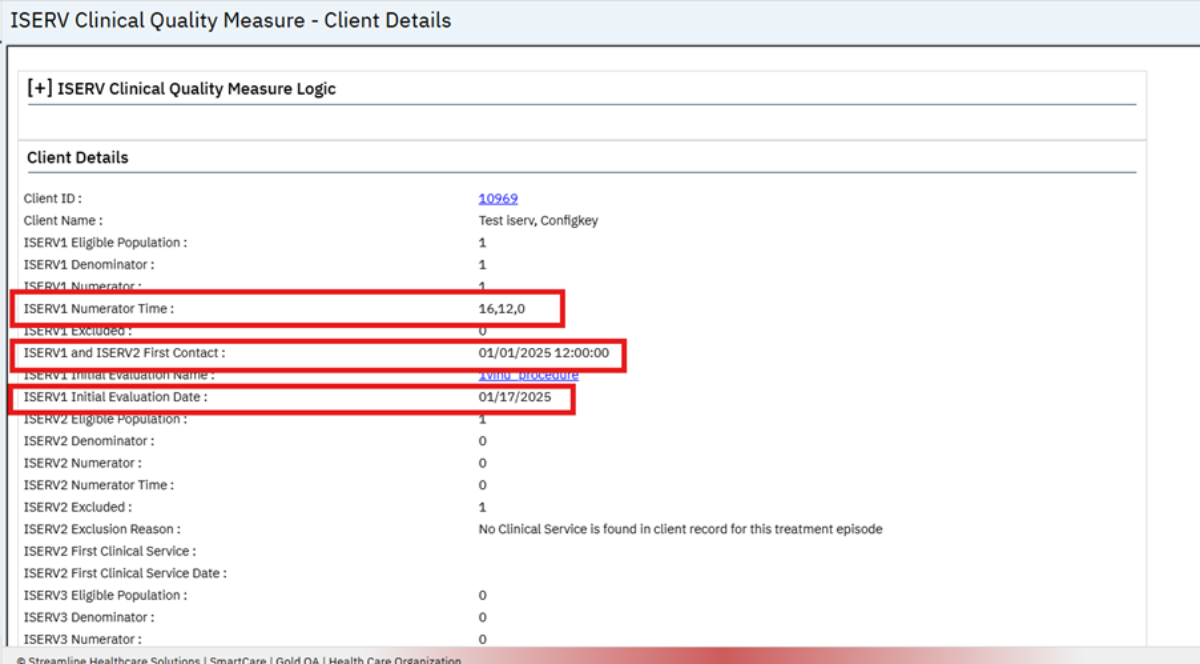 ISERV Clinical Quality Measure - Client Details
[+] ISERV Clinical Quality Measure Logic
Client Details
Client ID : 10969
Client Name : Test iserv, Configkey
ISERV1 Eligible Population : 1
ISERV1 Denominator : 1
ISERV1 Numerator : 1
ISERV1 Numerator Time : 16,12,0
ISERV1 Excluded : 0
ISERV1 and ISERV2 First Contact : 01/01/2025 12:00:00
ISERV1 Initial Evaluation Name : 1vind_procedure
ISERV1 Initial Evaluation Date : 01/17/2025
ISERV2 Eligible Population : 1
ISERV2 Denominator : 0
ISERV2 Numerator : 0
ISERV2 Numerator Time : 0
ISERV2 Excluded : 1
ISERV2 Exclusion Reason : No Clinical Service is found in client record for this treatment episode
ISERV2 First Clinical Service :
ISERV2 First Clinical Service Date :
ISERV3 Eligible Population : 0
ISERV3 Denominator : 0
ISERV3 Numerator : 0
© Streamline Healthcare Solutions | SmartCare | Gold QA | Health Care Organization